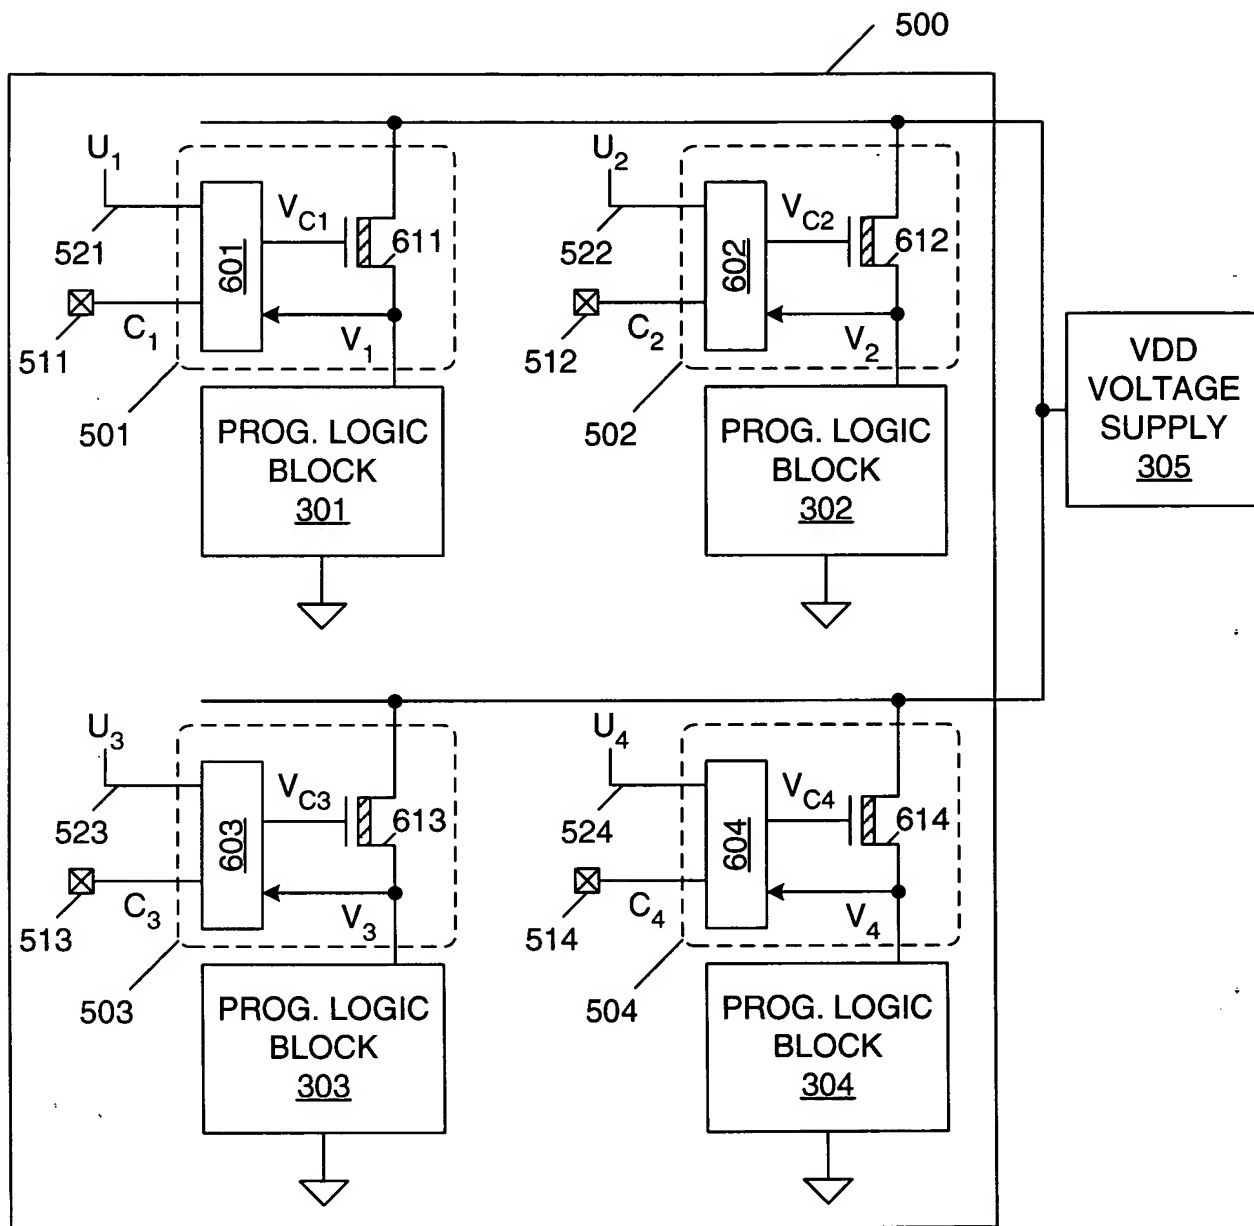 500
U1
U2
VC1
VC2
611
612
521
601
522
602
C1
V1
C2
V2
511
512
501
502
PROG. LOGIC
BLOCK
301
PROG. LOGIC
BLOCK
302
VDD
VOLTAGE
SUPPLY
305
U3
U4
VC3
VC4
613
614
523
603
524
604
C3
V3
C4
V4
513
514
503
504
PROG. LOGIC
BLOCK
303
PROG. LOGIC
BLOCK
304